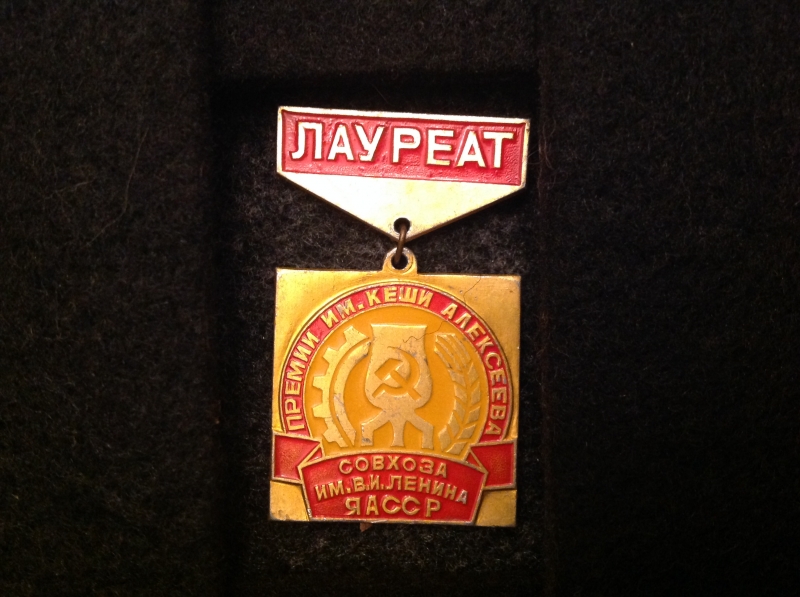 ЛАУРЕАТ
ПРЕМИИ ИМ. КЕШИ АЛЕКСЕЕВА
СОВХОЗА
ИМ. В.И. ЛЕНИНА
ЯАССР